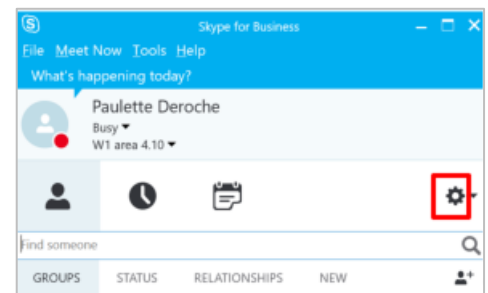 Skype for Business
File Meet Now Tools Help
What's happening today?
Paulette Deroche
Busy
W1 area 4.10
Find someone
GROUPS STATUS RELATIONSHIPS NEW